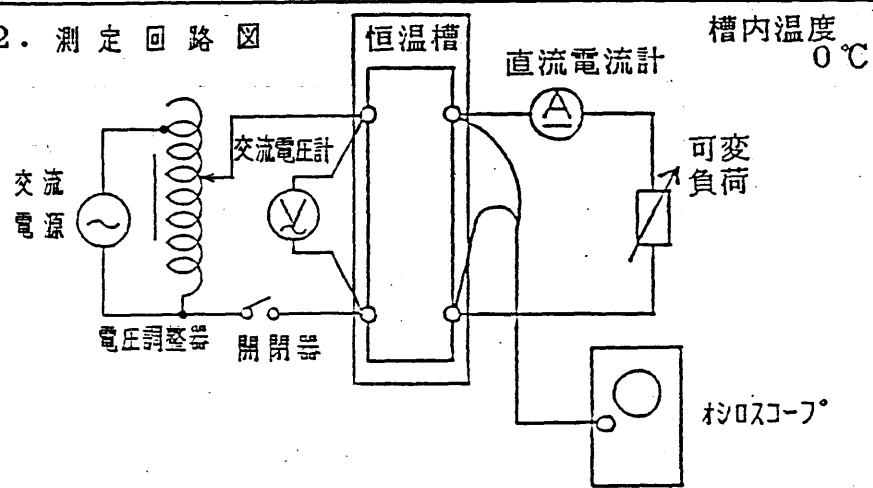 2. 測定回路図
恒温槽
槽内温度
0℃
直流電流計
A
交流電圧計
V
可変
負荷
交流
電源
電圧調整器
開閉器
オシロスコープ